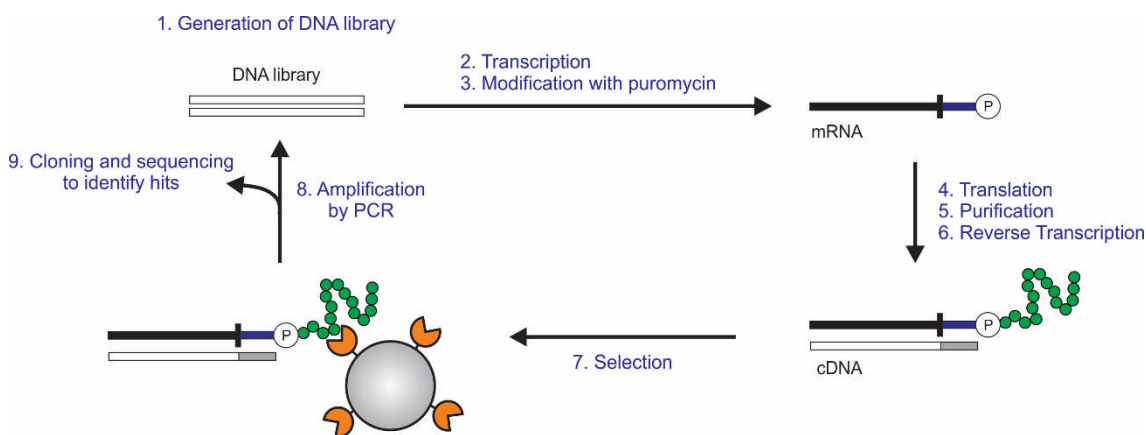 1. Generation of DNA library
DNA library
2. Transcription
3. Modification with puromycin
P
mRNA
9. Cloning and sequencing
to identify hits
8. Amplification
by PCR
4. Translation
5. Purification
6. Reverse Transcription
P
P
7. Selection
cDNA